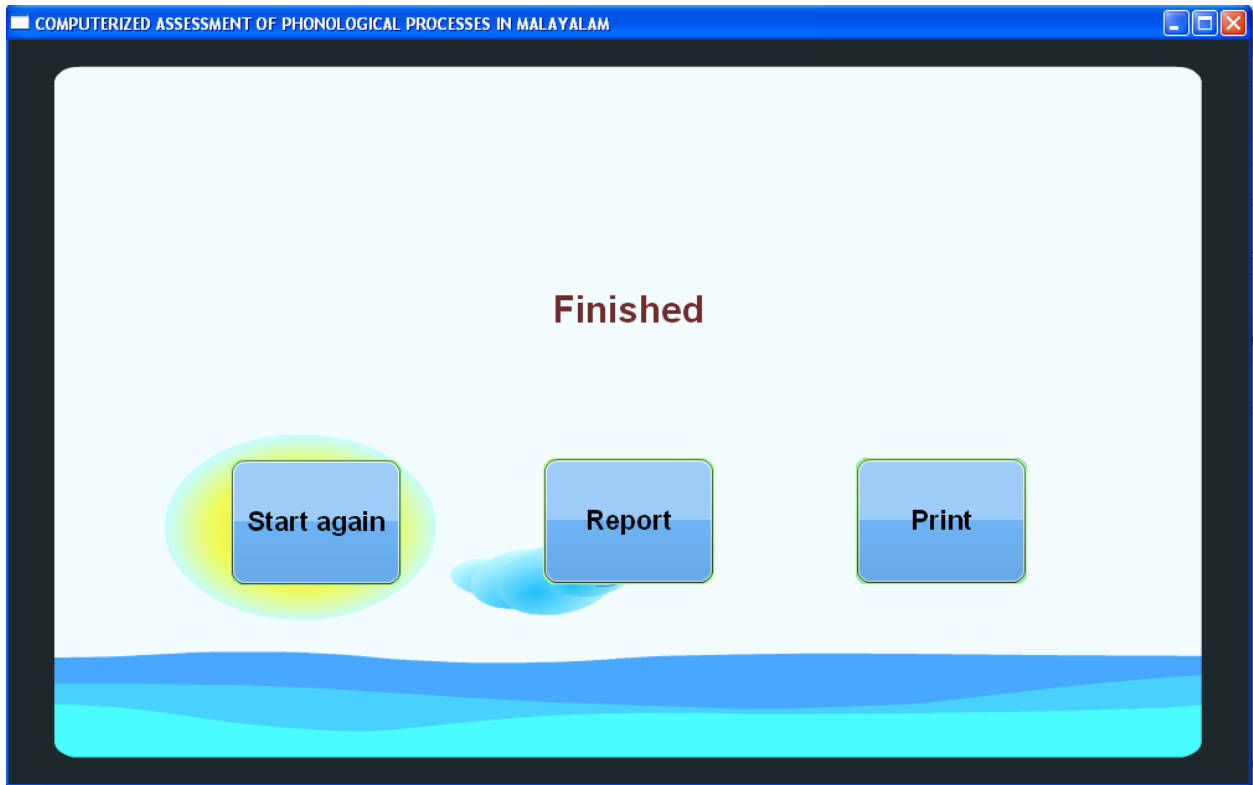 COMPUTERIZED ASSESSMENT OF PHONOLOGICAL PROCESSES IN MALAYALAM
Finished
Start again
Report
Print